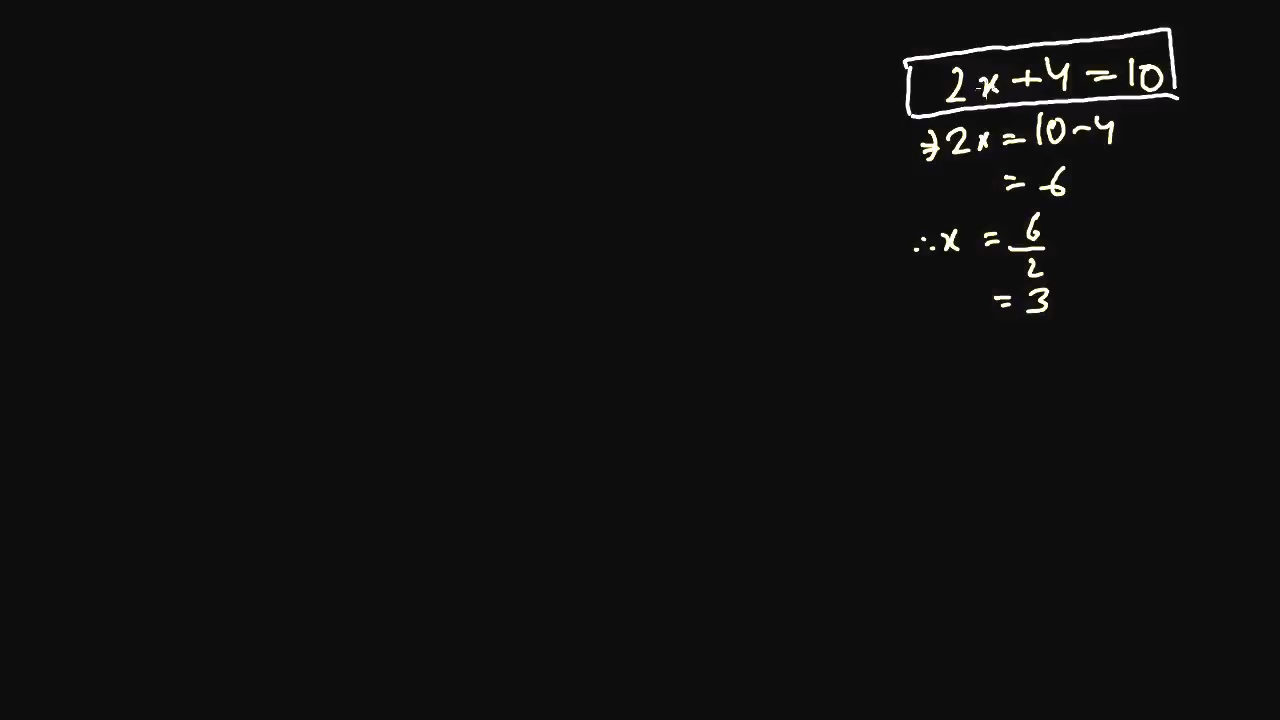 2x + 4 = 10
⇒ 2x = 10 - 4
= 6
∴ x = 6/2
= 3